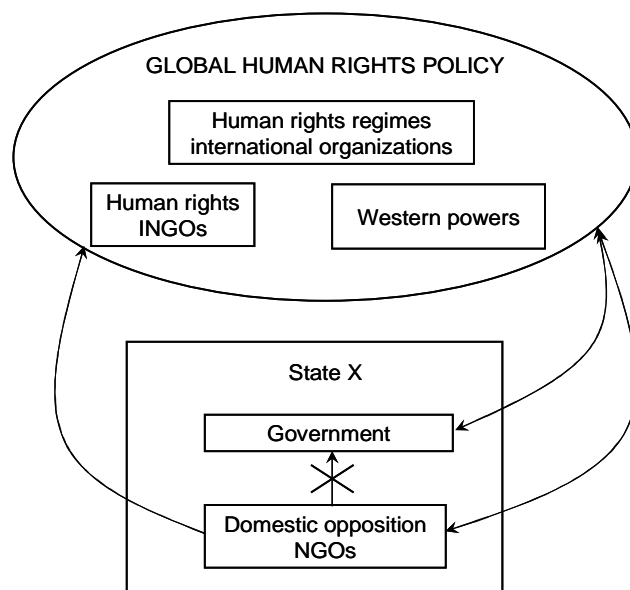 GLOBAL HUMAN RIGHTS POLICY
Human rights regimes
international organizations
Human rights
INGOs
Western powers
State X
Government
Domestic opposition
NGOs